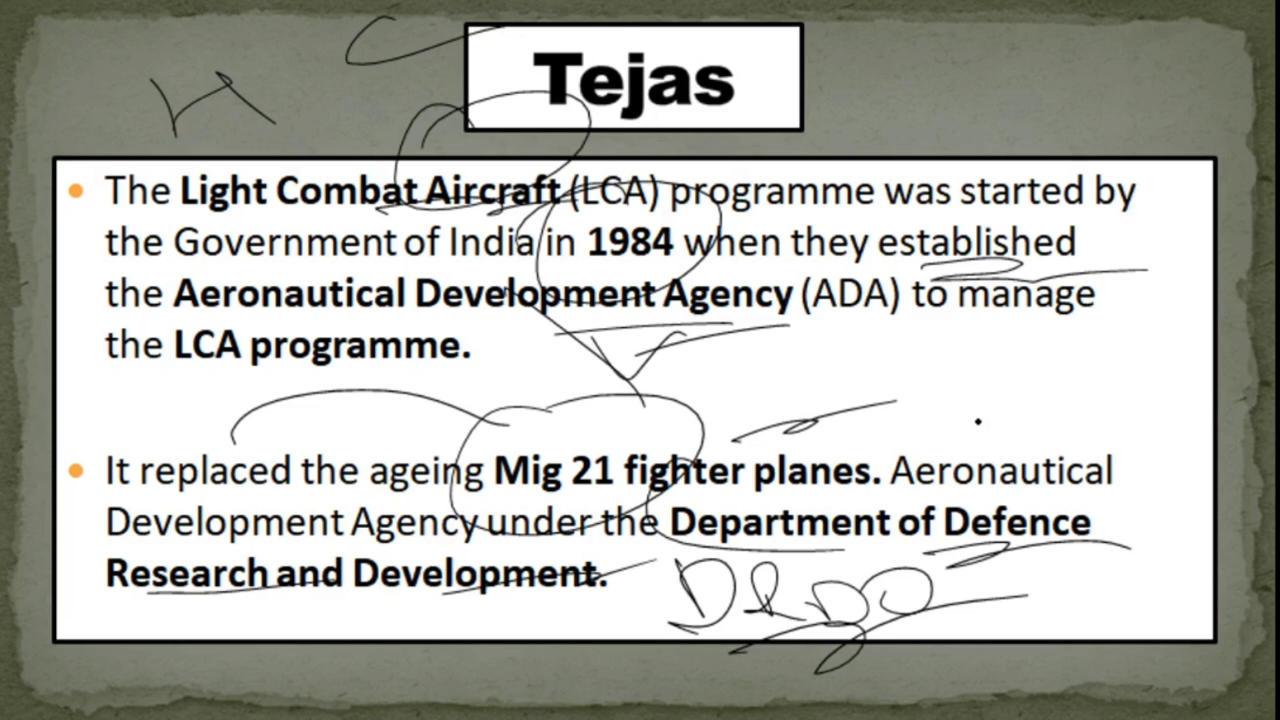 Tejas
• The Light Combat Aircraft (LCA) programme was started by
the Government of India in 1984 when they established
the Aeronautical Development Agency (ADA) to manage
the LCA programme.
• It replaced the ageing Mig 21 fighter planes. Aeronautical
Development Agency under the Department of Defence
Research and Development.
DRDO